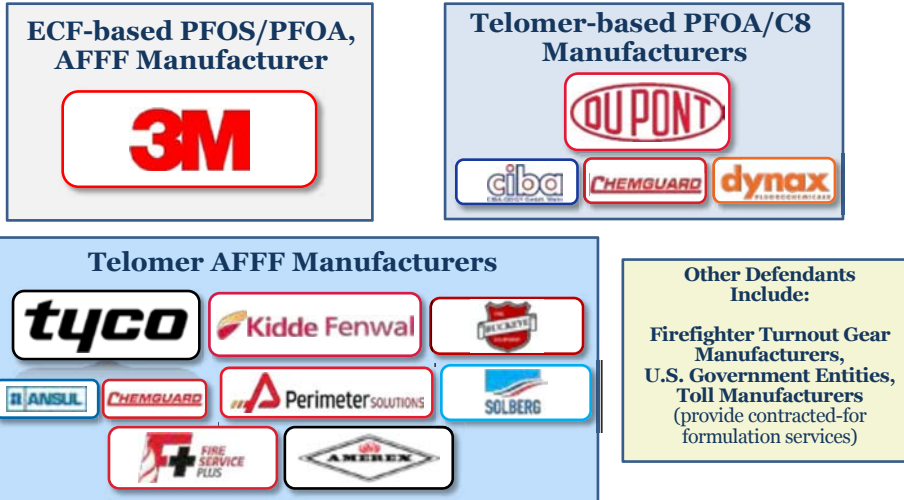 ECF-based PFOS/PFOA,
AFFF Manufacturer
3M
Telomer-based PFOA/C8
Manufacturers
DUPONT
ciba
CHEMGUARD
dynax
Telomer AFFF Manufacturers
tyco
Kidde Fenwal
BUCKEYE
ANSUL
CHEMGUARD
Perimeter SOLUTIONS
SOLBERG
FIRE
SERVICE
PLUS
AMEREX
Other Defendants
Include:
Firefighter Turnout Gear
Manufacturers,
U.S. Government Entities,
Toll Manufacturers
(provide contracted-for
formulation services)